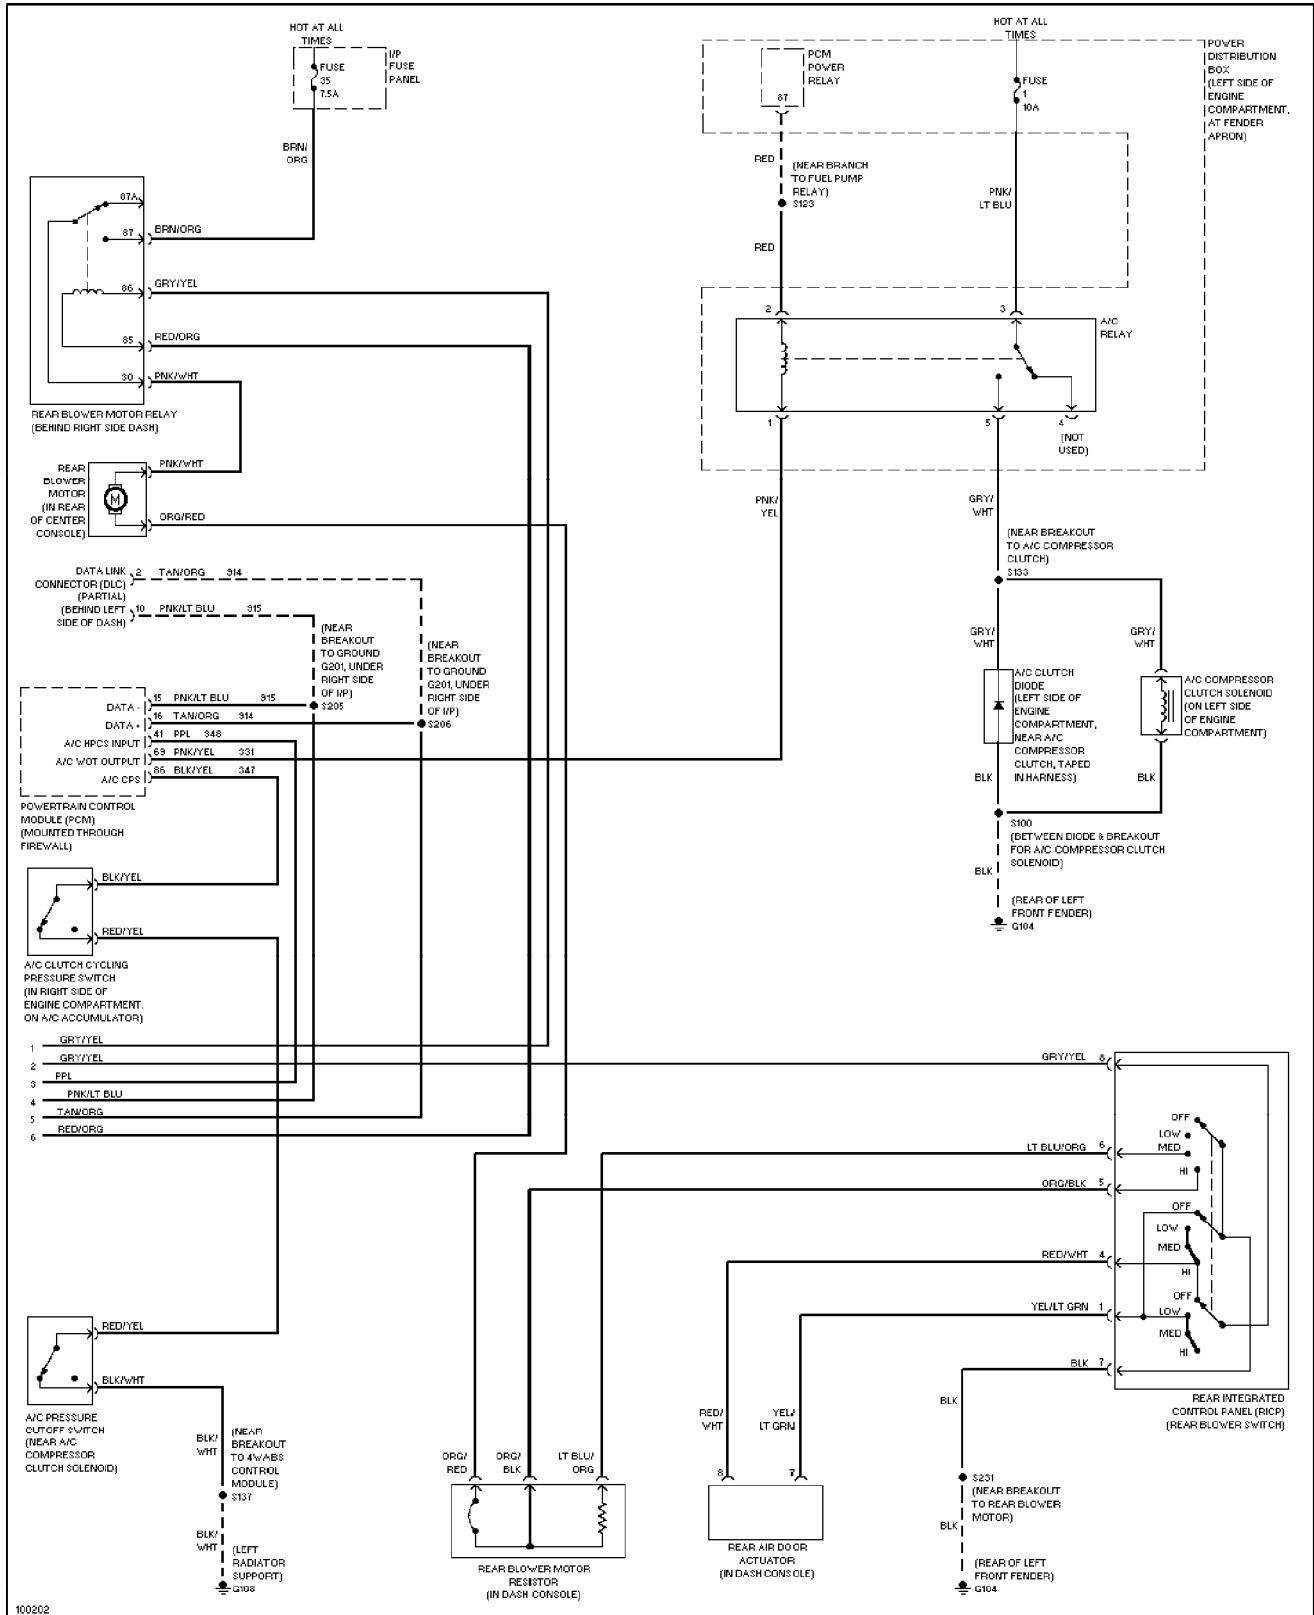 HOT AT ALL
TIMES
FUSE
35
7.5A
I/P
FUSE
PANEL
BRN/
ORG
87A
87
BRN/ORG
86
GRY/YEL
85
RED/ORG
30
PNK/WHT
REAR BLOWER MOTOR RELAY
(BEHIND RIGHT SIDE DASH)
REAR
BLOWER
MOTOR
(IN REAR
OF CENTER
CONSOLE)
M
PNK/WHT
ORG/RED
HOT AT ALL
TIMES
PCM
POWER
RELAY
87
FUSE
1
10A
POWER
DISTRIBUTION
BOX
(LEFT SIDE OF
ENGINE
COMPARTMENT,
AT FENDER
APRON)
RED
(NEAR BRANCH
TO FUEL PUMP
RELAY)
S123
RED
PNK/
LT BLU
2
3
A/C
RELAY
1
5
4
(NOT
USED)
PNK/
YEL
GRY/
WHT
(NEAR BREAKOUT
TO A/C COMPRESSOR
CLUTCH)
S133
GRY/
WHT
GRY/
WHT
A/C CLUTCH
DIODE
(LEFT SIDE OF
ENGINE
COMPARTMENT,
NEAR A/C
COMPRESSOR
CLUTCH, TAPED
IN HARNESS)
A/C COMPRESSOR
CLUTCH SOLENOID
(ON LEFT SIDE
OF ENGINE
COMPARTMENT)
BLK
BLK
S100
(BETWEEN DIODE & BREAKOUT
FOR A/C COMPRESSOR CLUTCH
SOLENOID)
BLK
(REAR OF LEFT
FRONT FENDER)
G104
DATA LINK
CONNECTOR (DLC)
(PARTIAL)
(BEHIND LEFT
SIDE OF DASH)
2 TAN/ORG 914
10 PNK/LT BLU 915
(NEAR
BREAKOUT
TO GROUND
G201, UNDER
RIGHT SIDE
OF I/P)
S205
(NEAR
BREAKOUT
TO GROUND
G201, UNDER
RIGHT SIDE
OF I/P)
S206
DATA - 15 PNK/LT BLU 915
DATA + 16 TAN/ORG 914
A/C HPCS INPUT 41 PPL 348
A/C WOT OUTPUT 69 PNK/YEL 331
A/C CPS 86 BLK/YEL 347
POWERTRAIN CONTROL
MODULE (PCM)
(MOUNTED THROUGH
FIREWALL)
BLK/YEL
RED/YEL
A/C CLUTCH CYCLING
PRESSURE SWITCH
(IN RIGHT SIDE OF
ENGINE COMPARTMENT,
ON A/C ACCUMULATOR)
1 GRY/YEL
2 GRY/YEL
3 PPL
4 PNK/LT BLU
5 TAN/ORG
6 RED/ORG
GRY/YEL 8
LT BLU/ORG 6
ORG/BLK 5
RED/WHT 4
YEL/LT GRN 1
BLK 7
OFF
LOW
MED
HI
OFF
LOW
MED
HI
OFF
LOW
MED
HI
REAR INTEGRATED
CONTROL PANEL (RICP)
(REAR BLOWER SWITCH)
RED/YEL
BLK/WHT
A/C PRESSURE
CUTOFF SWITCH
(NEAR A/C
COMPRESSOR
CLUTCH SOLENOID)
BLK/
WHT
(NEAR
BREAKOUT
TO 4WABS
CONTROL
MODULE)
S137
BLK/
WHT
(LEFT
RADIATOR
SUPPORT)
G108
ORG/
RED
ORG/
BLK
LT BLU/
ORG
REAR BLOWER MOTOR
RESISTOR
(IN DASH CONSOLE)
RED/
WHT
YEL/
LT GRN
8
7
REAR AIR DOOR
ACTUATOR
(IN DASH CONSOLE)
BLK
S231
(NEAR BREAKOUT
TO REAR BLOWER
MOTOR)
BLK
(REAR OF LEFT
FRONT FENDER)
G104
100202